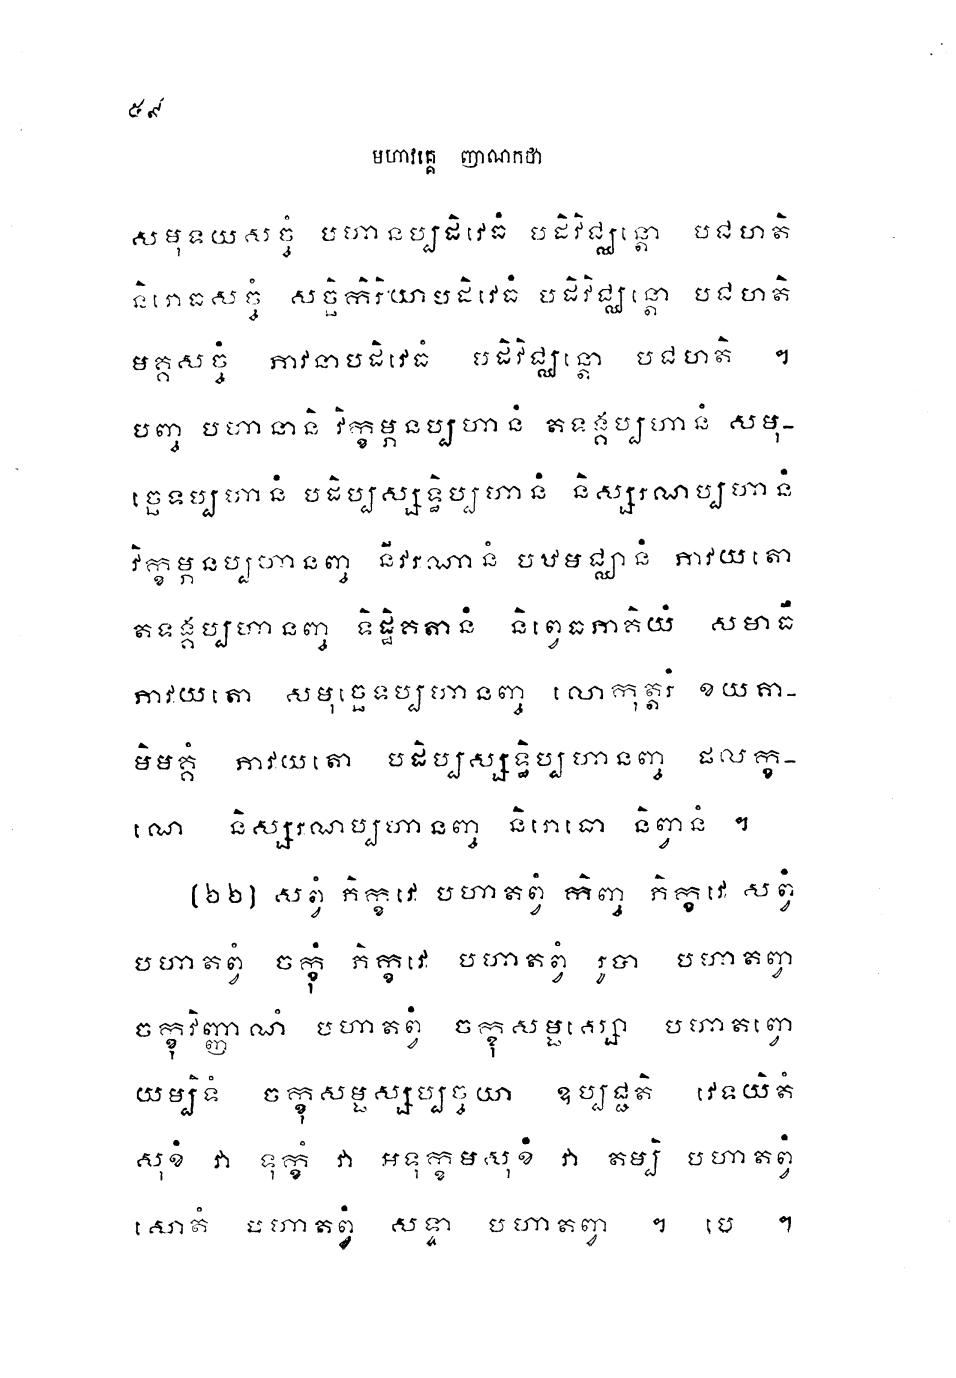 ៥៩
មហាវគ្គេ ញាណកថា
សមុទយសច្ចំ បហានប្បដិវេធំ បដិវិជ្ឈន្តោ បជហតិ
និរោធសច្ចំ សច្ឆិកិរិយាបដិវេធំ បដិវិជ្ឈន្តោ បជហតិ
មគ្គសច្ចំ ភាវនាបដិវេធំ បដិវិជ្ឈន្តោ បជហតិ ។
បញ្ច បហានានិ វិក្ខម្ភនប្បហានំ តទង្គប្បហានំ សមុ-
ច្ឆេទប្បហានំ បដិប្បស្សទ្ធិប្បហានំ និស្សរណប្បហានំ
វិក្ខម្ភនប្បហានញ្ច នីវរណានំ បឋមជ្ឈានំ ភាវយតោ
តទង្គប្បហានញ្ច ទិដ្ឋិគតានំ និព្វេធភាគិយំ សមាធឹ
ភាវយតោ សមុច្ឆេទប្បហានញ្ច លោកុត្តរំ ខយគា-
មិមគ្គំ ភាវយតោ បដិប្បស្សទ្ធិប្បហានញ្ច ផលក្ខ-
ណេ និស្សរណប្បហានញ្ច និរោធោ និព្វានំ ។
(៦២) សព្វំ ភិក្ខវេ បហាតព្វំ កិញ្ច ភិក្ខវេ សព្វំ
បហាតព្វំ ចក្ខុំ ភិក្ខវេ បហាតព្វំ រូបា បហាតព្វា
ចក្ខុវិញ្ញាណំ បហាតព្វំ ចក្ខុសម្ផស្សោ បហាតព្វោ
យម្បិទំ ចក្ខុសម្ផស្សប្បច្ចយា ឧប្បជ្ជតិ វេទយិតំ
សុខំ វា ទុក្ខំ វា អទុក្ខមសុខំ វា តម្បិ បហាតព្វំ
សោតំ បហាតព្វំ សទ្ទា បហាតព្វា ។ បេ ។